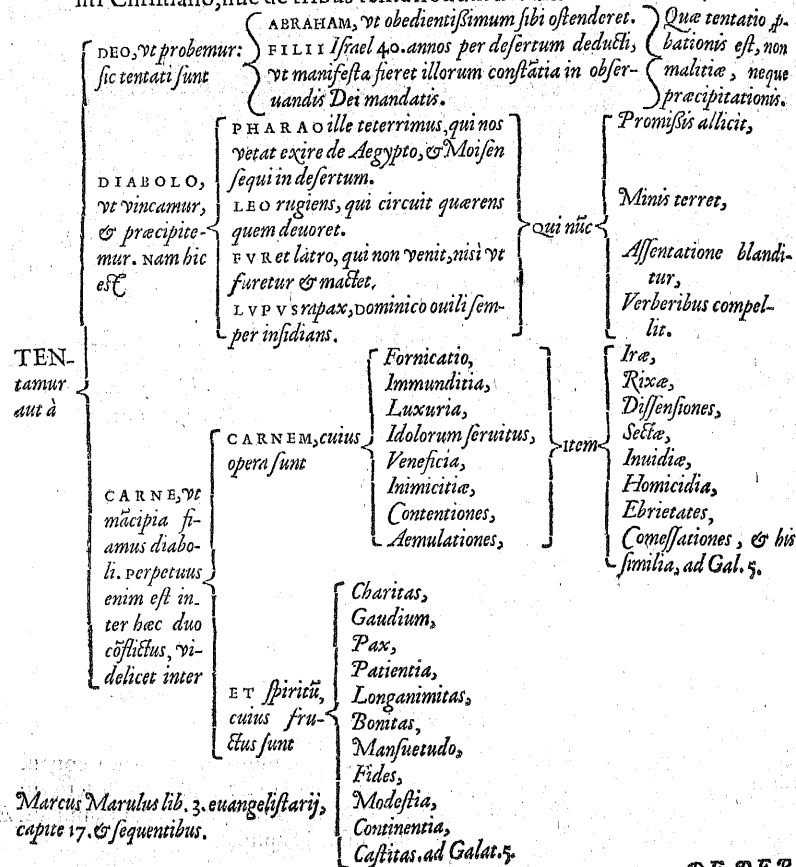 ABRAHAM, vt obedientißimum ſibi oſtenderet.
FILII Iſrael 40. annos per deſertum deducti,
vt manifeſta fieret illorum conſtãtia in obſer-
uandis Dei mandatis.
Quæ tentatio p-
bationis eſt, non
malitiæ, neque
præcipitationis.
DEO, vt probemur:
ſic tentati ſunt
PHARAO ille teterrimus, qui nos
vetat exire de Aegypto, & Moiſen
ſequi in deſertum.
LEO rugiens, qui circuit quærens
quem deuoret.
FVR et latro, qui non venit, niſi vt
furetur & mactet,
LVPVS rapax, Dominico ouili ſem-
per inſidians.
DIABOLO,
vt vincamur,
& præcipite-
mur. Nam hic
eſt
Qui nũc
Promißis allicit,
Minis terret,
Aſſentatione blandi-
tur,
Verberibus compel-
lit.
TEN-
tamur
aut à
CARNEM, cuius
opera ſunt
Fornicatio,
Immunditia,
Luxuria,
Idolorum ſeruitus,
Veneficia,
Inimicitiæ,
Contentiones,
Aemulationes,
Item
Iræ,
Rixæ,
Diſſenſiones,
Sectæ,
Inuidiæ,
Homicidia,
Ebrietates,
Comeſſationes, & his
ſimilia, ad Gal. 5.
CARNE, vt
mãcipia fi-
amus diabo-
li. Perpetuus
enim eſt in-
ter hæc duo
cõflictus, vi-
delicet inter
ET ſpiritũ,
cuius fru-
ctus ſunt
Charitas,
Gaudium,
Pax,
Patientia,
Longanimitas,
Bonitas,
Manſuetudo,
Fides,
Modeſtia,
Continentia,
Caſtitas. ad Galat. 5.
Marcus Marulus lib. 3. euangeliſtarij,
capite 17. & ſequentibus.